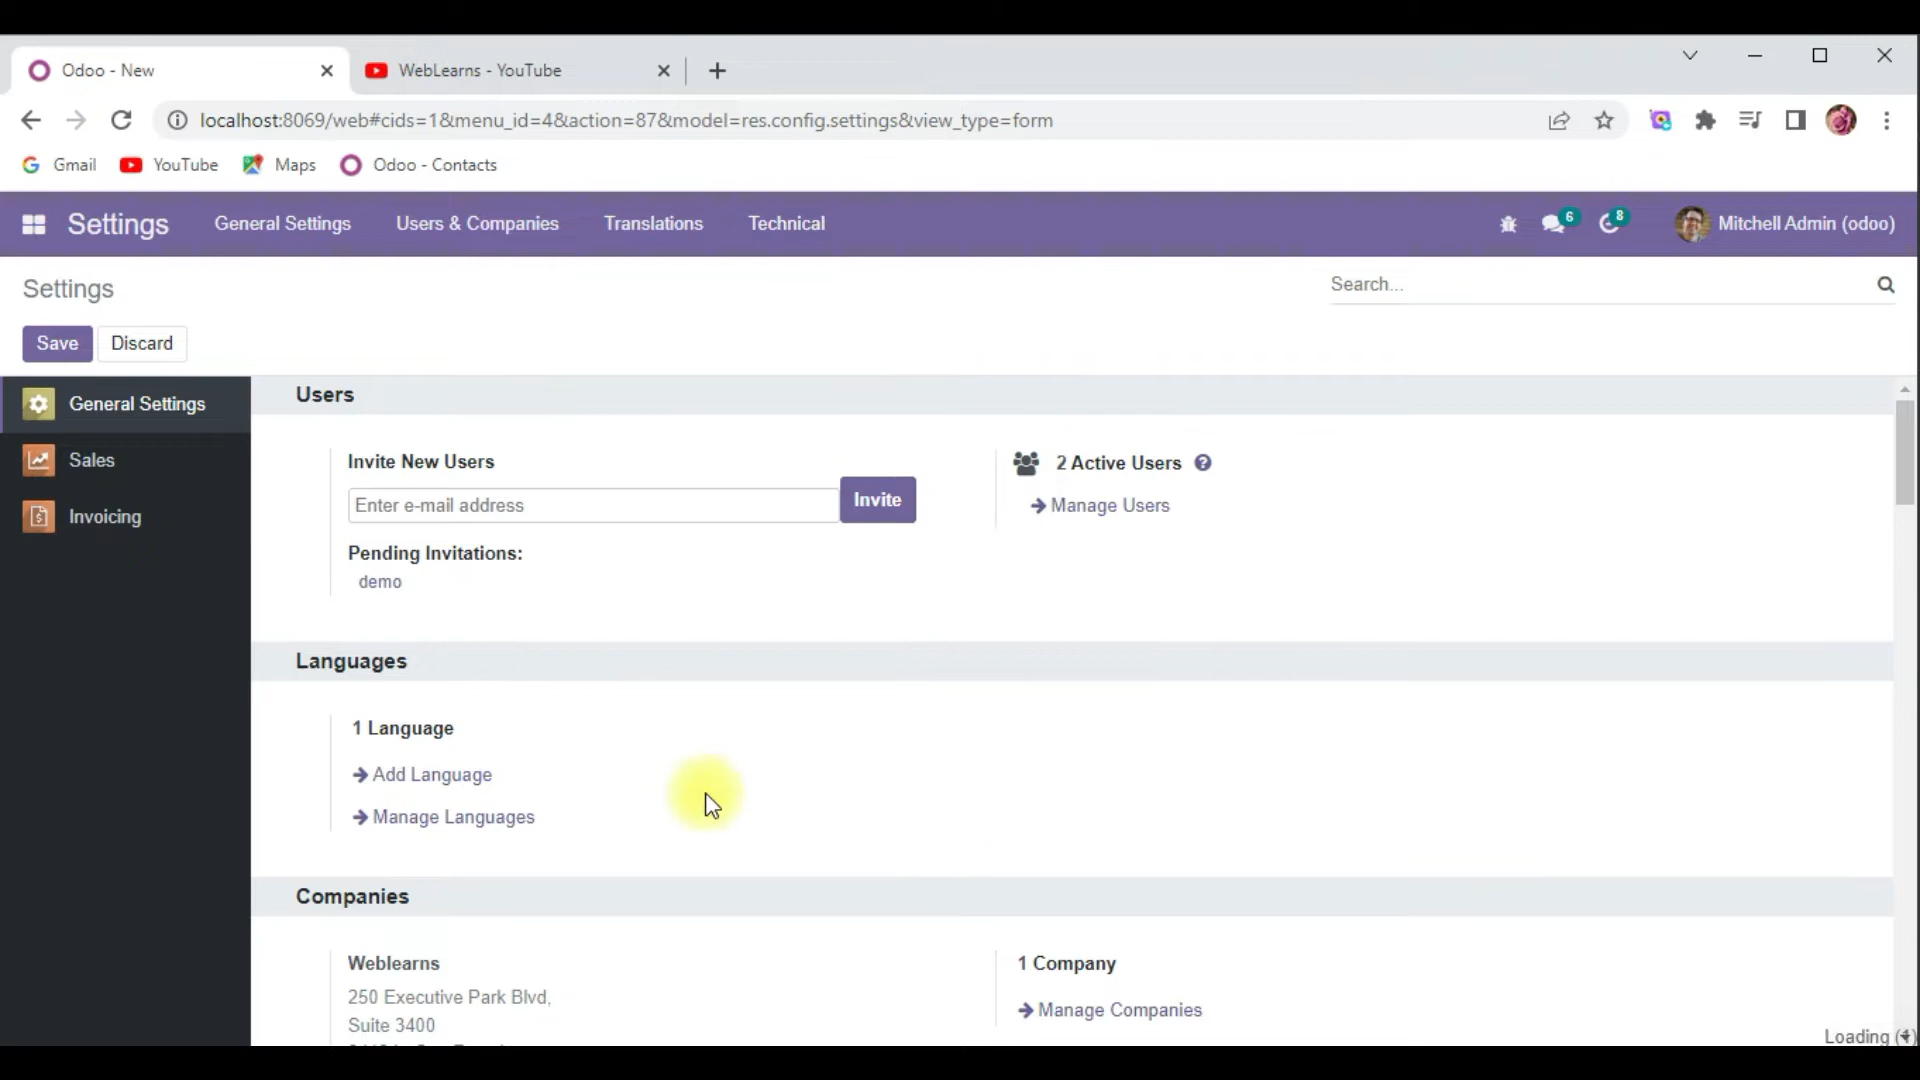 Odoo - New
WebLearns - YouTube
localhost:8069/web#cids=1&menu_id=4&action=87&model=res.config.settings&view_type=form
Gmail
YouTube
Maps
Odoo - Contacts
Settings
General Settings
Users & Companies
Translations
Technical
6
8
Mitchell Admin (odoo)
Settings
Search...
Save
Discard
General Settings
Sales
Invoicing
Users
Invite New Users
Enter e-mail address
Invite
Pending Invitations:
demo
2 Active Users
Manage Users
Languages
1 Language
Add Language
Manage Languages
Companies
Weblearns
250 Executive Park Blvd,
Suite 3400
1 Company
Manage Companies
Loading